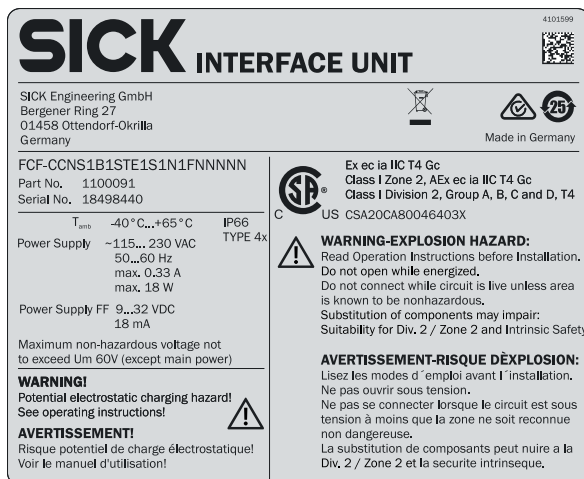 4101599
SICK INTERFACE UNIT
SICK Engineering GmbH
Bergener Ring 27
01458 Ottendorf-Okrilla
Germany
25
Made in Germany
FCF-CCNS1B1STE1S1N1FNNNNN
Part No. 1100091
Serial No. 18498440
Tamb -40°C...+65°C IP66
TYPE 4x
Power Supply ~115... 230 VAC
50...60 Hz
max. 0.33 A
max. 18 W
Power Supply FF 9...32 VDC
18 mA
Maximum non-hazardous voltage not
to exceed Um 60V (except main power)
WARNING!
Potential electrostatic charging hazard!
See operating instructions!
AVERTISSEMENT!
Risque potentiel de charge électrostatique!
Voir le manuel d'utilisation!
Ex ec ia IIC T4 Gc
Class I Zone 2, AEx ec ia IIC T4 Gc
Class I Division 2, Group A, B, C and D, T4
C SA ® US CSA20CA80046403X
WARNING-EXPLOSION HAZARD:
Read Operation Instructions before Installation.
Do not open while energized.
Do not connect while circuit is live unless area
is known to be nonhazardous.
Substitution of components may impair:
Suitability for Div. 2 / Zone 2 and Intrinsic Safety
AVERTISSEMENT-RISQUE DÈXPLOSION:
Lisez les modes d´emploi avant l´installation.
Ne pas ouvrir sous tension.
Ne pas se connecter lorsque le circuit est sous
tension à moins que la zone ne soit reconnue
non dangereuse.
La substitution de composants peut nuire a la
Div. 2 / Zone 2 et la securite intrinseque.